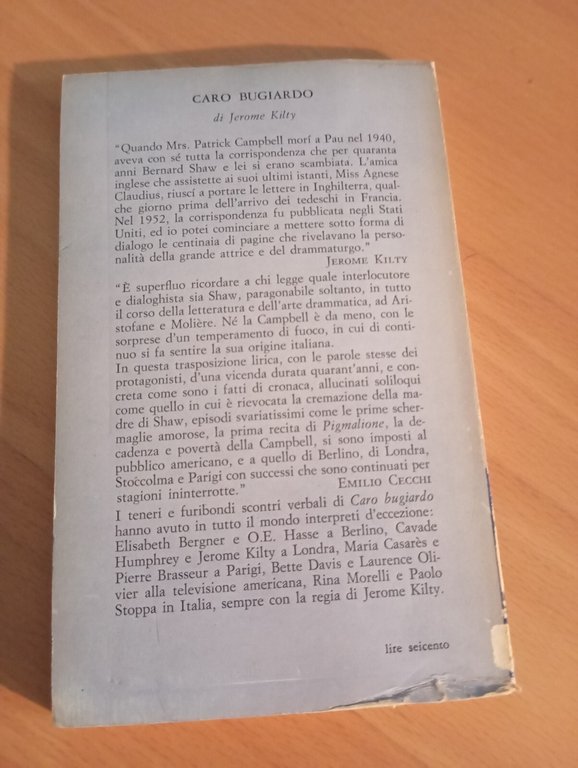 CARO BUGIARDO
di Jerome Kilty
“Quando Mrs. Patrick Campbell morí a Pau nel 1940,
aveva con sé tutta la corrispondenza che per quaranta
anni Bernard Shaw e lei si erano scambiata. L'amica
inglese che assistette ai suoi ultimi istanti, Miss Agnese
Claudius, riuscí a portare le lettere in Inghilterra, qual-
che giorno prima dell'arrivo dei tedeschi in Francia.
Nel 1952, la corrispondenza fu pubblicata negli Stati
Uniti, ed io potei cominciare a mettere sotto forma di
dialogo le centinaia di pagine che rivelavano la perso-
nalità della grande attrice e del drammaturgo.”
JEROME KILTY
“È superfluo ricordare a chi legge quale interlocutore
e dialoghista sia Shaw, paragonabile soltanto, in tutto
il corso della letteratura e dell'arte drammatica, ad Ari-
stofane e Molière. Né la Campbell è da meno, con le
sorprese d'un temperamento di fuoco, in cui di conti-
nuo si fa sentire la sua origine italiana.
In questa trasposizione lirica, con le parole stesse dei
protagonisti, d'una vicenda durata quarant'anni, e con-
creta come sono i fatti di cronaca, allucinati soliloqui
come quello in cui è rievocata la cremazione della ma-
dre di Shaw, episodi svariatissimi come le prime scher-
maglie amorose, la prima recita di Pigmalione, la de-
cadenza e povertà della Campbell, si sono imposti al
pubblico americano, e a quello di Berlino, di Londra,
Stoccolma e Parigi con successi che sono continuati per
stagioni ininterrotte.” EMILIO CECCHI
I teneri e furibondi scontri verbali di Caro bugiardo
hanno avuto in tutto il mondo interpreti d'eccezione:
Elisabeth Bergner e O.E. Hasse a Berlino, Cavade
Humphrey e Jerome Kilty a Londra, Maria Casarès e
Pierre Brasseur a Parigi, Bette Davis e Laurence Oli-
vier alla televisione americana, Rina Morelli e Paolo
Stoppa in Italia, sempre con la regia di Jerome Kilty.
lire seicento